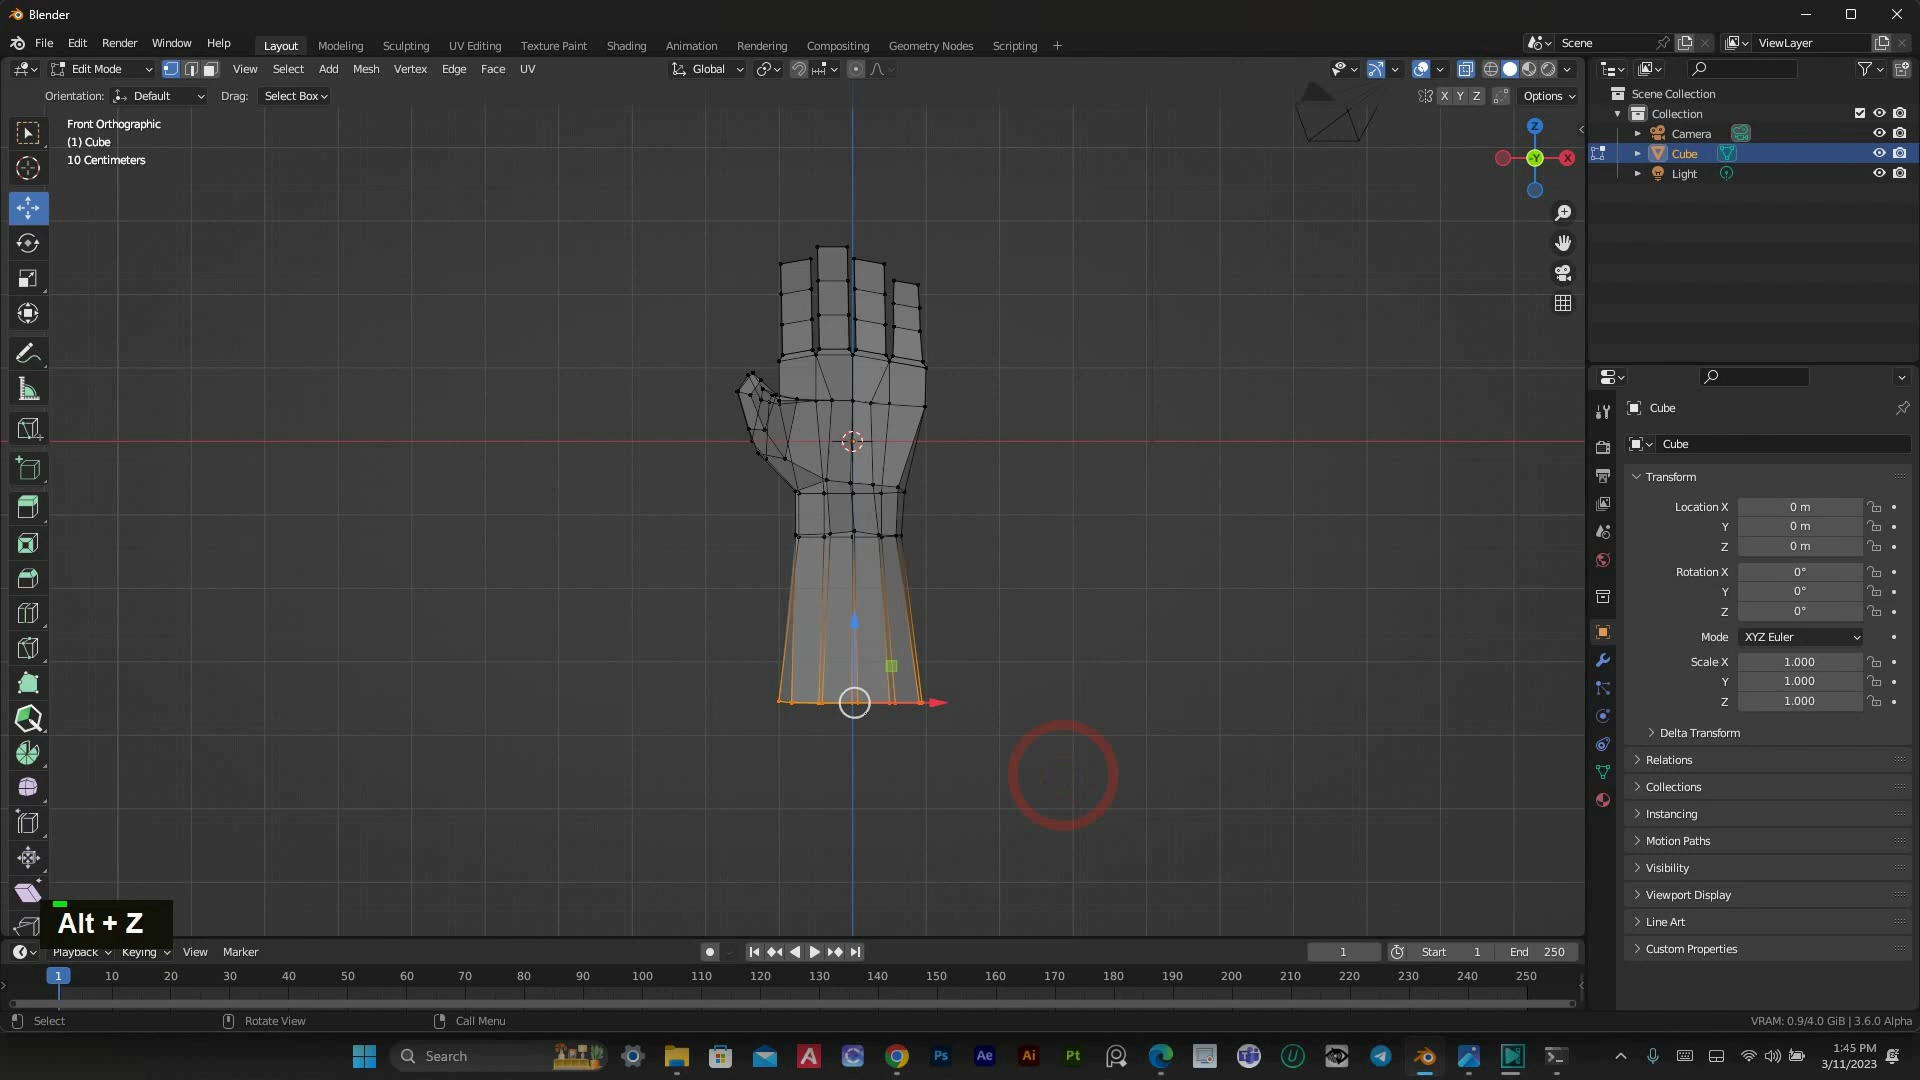 Blender
File Edit Render Window Help
Layout Modeling Sculpting UV Editing Texture Paint Shading Animation Rendering Compositing Geometry Nodes Scripting +
Scene
ViewLayer
Edit Mode View Select Add Mesh Vertex Edge Face UV
Global
Orientation: Default Drag: Select Box
X Y Z Options
Front Orthographic
(1) Cube
10 Centimeters
Z
-Y
X
Scene Collection
Collection
Camera
Cube
Light
Cube
Cube
Transform
Location X 0 m
Y 0 m
Z 0 m
Rotation X 0°
Y 0°
Z 0°
Mode XYZ Euler
Scale X 1.000
Y 1.000
Z 1.000
Delta Transform
Relations
Collections
Instancing
Motion Paths
Visibility
Viewport Display
Line Art
Custom Properties
Alt + Z
Playback Keying View Marker
1 Start 1 End 250
1 10 20 30 40 50 60 70 80 90 100 110 120 130 140 150 160 170 180 190 200 210 220 230 240 250
Select Rotate View Call Menu
VRAM: 0.9/4.0 GiB | 3.6.0 Alpha
Search
Ps Ae Ai Pt
1:45 PM
3/11/2023